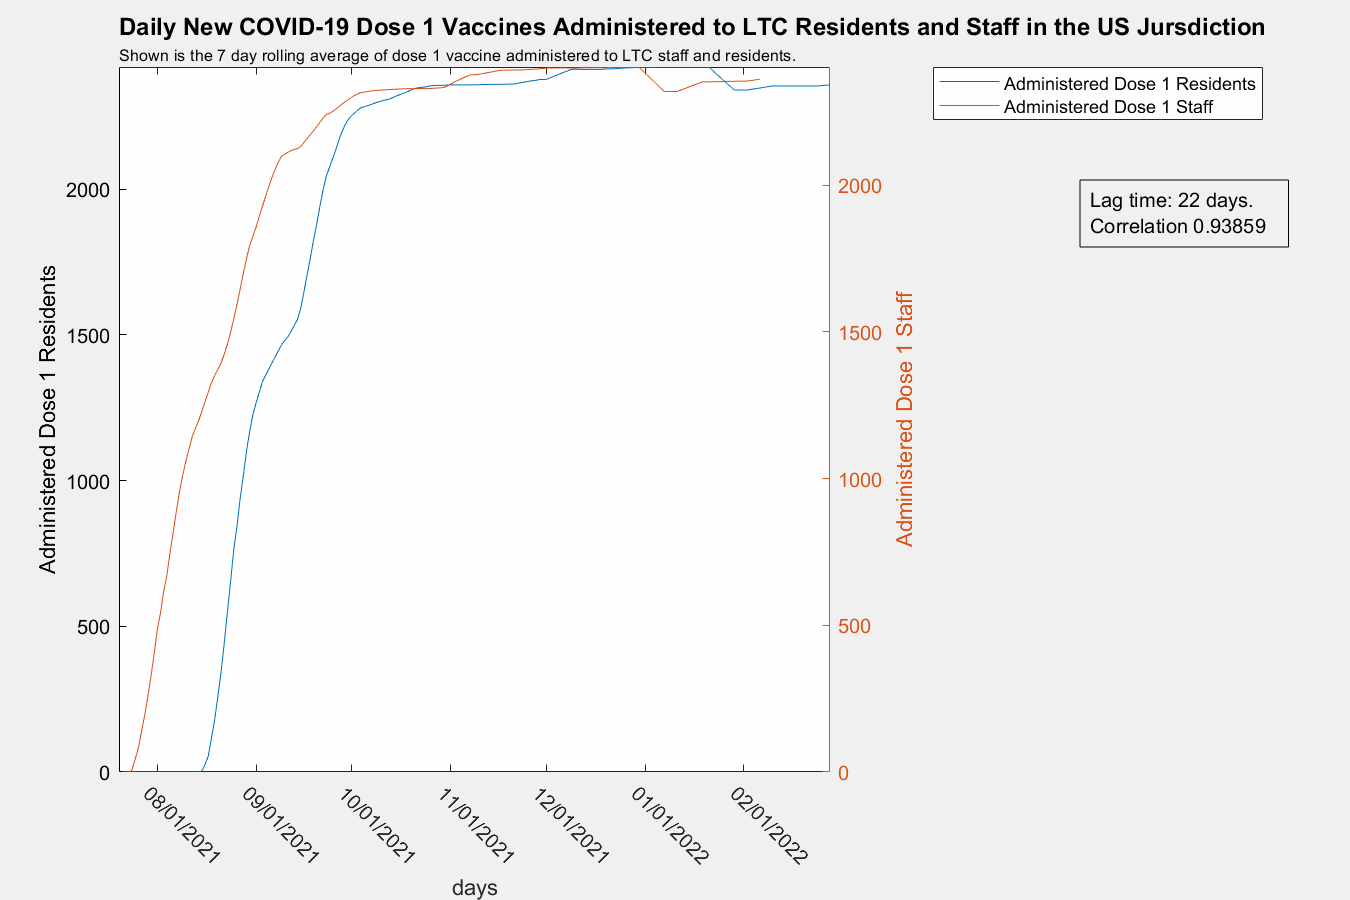 Daily New COVID-19 Dose 1 Vaccines Administered to LTC Residents and Staff in the US Jursdiction
Shown is the 7 day rolling average of dose 1 vaccine administered to LTC staff and residents.
Administered Dose 1 Residents
Administered Dose 1 Staff
Lag time: 22 days.
Correlation 0.93859
Administered Dose 1 Residents
2000
1500
1000
500
0
2000
1500
1000
500
0
Administered Dose 1 Staff
08/01/2021
09/01/2021
10/01/2021
11/01/2021
12/01/2021
01/01/2022
02/01/2022
days